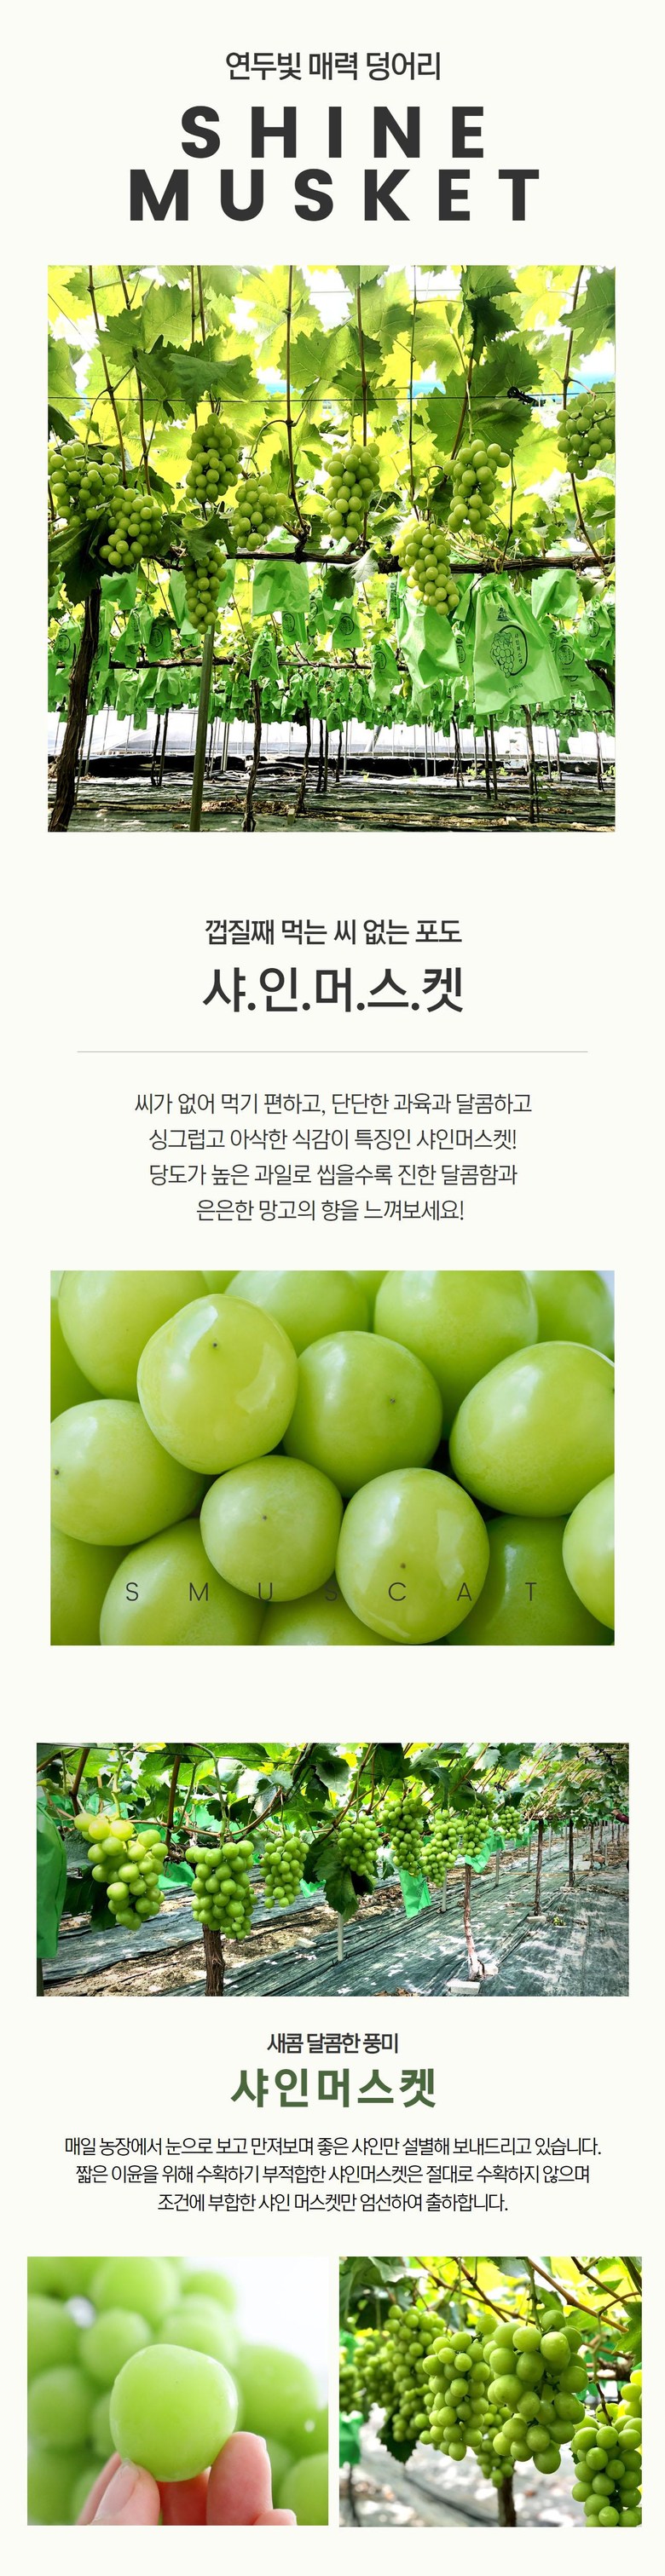 연두빛 매력 덩어리
SHINE
MUSKET
껍질째 먹는 씨 없는 포도
샤.인.머.스.켓
씨가 없어 먹기 편하고, 단단한 과육과 달콤하고
싱그럽고 아삭한 식감이 특징인 샤인머스켓!
당도가 높은 과일로 씹을수록 진한 달콤함과
은은한 망고의 향을 느껴보세요!
SMUSCAT
새콤 달콤한 풍미
샤인머스켓
매일 농장에서 눈으로 보고 만져보며 좋은 샤인만 설별해 보내드리고 있습니다.
짧은 이윤을 위해 수확하기 부적합한 샤인머스켓은 절대로 수확하지 않으며
조건에 부합한 샤인 머스켓만 엄선하여 출하합니다.